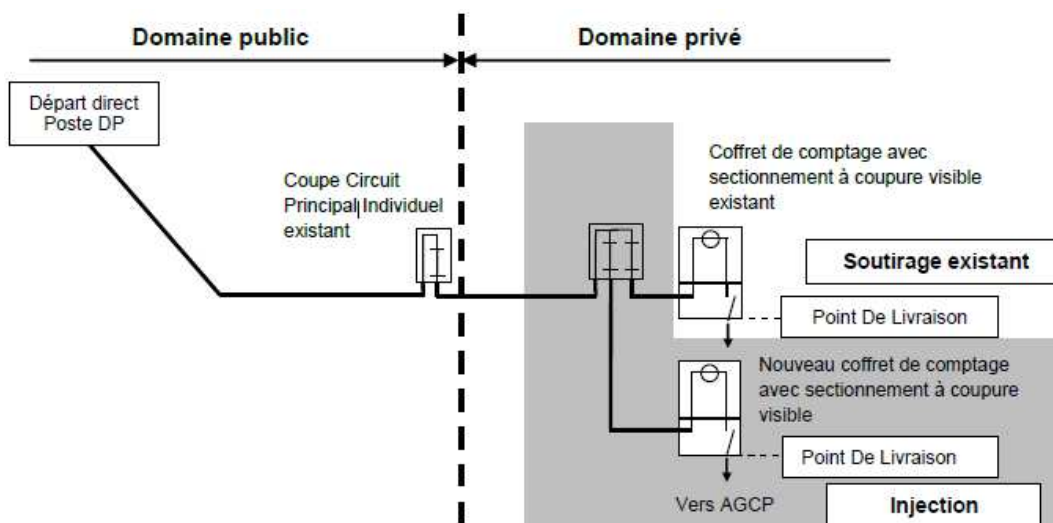 Domaine public
Domaine privé
Départ direct
Poste DP
Coupe Circuit
Principal Individuel
existant
Coffret de comptage avec
sectionnement à coupure visible
existant
Soutirage existant
Point De Livraison
Nouveau coffret de comptage
avec sectionnement à coupure
visible
Point De Livraison
Vers AGCP
Injection